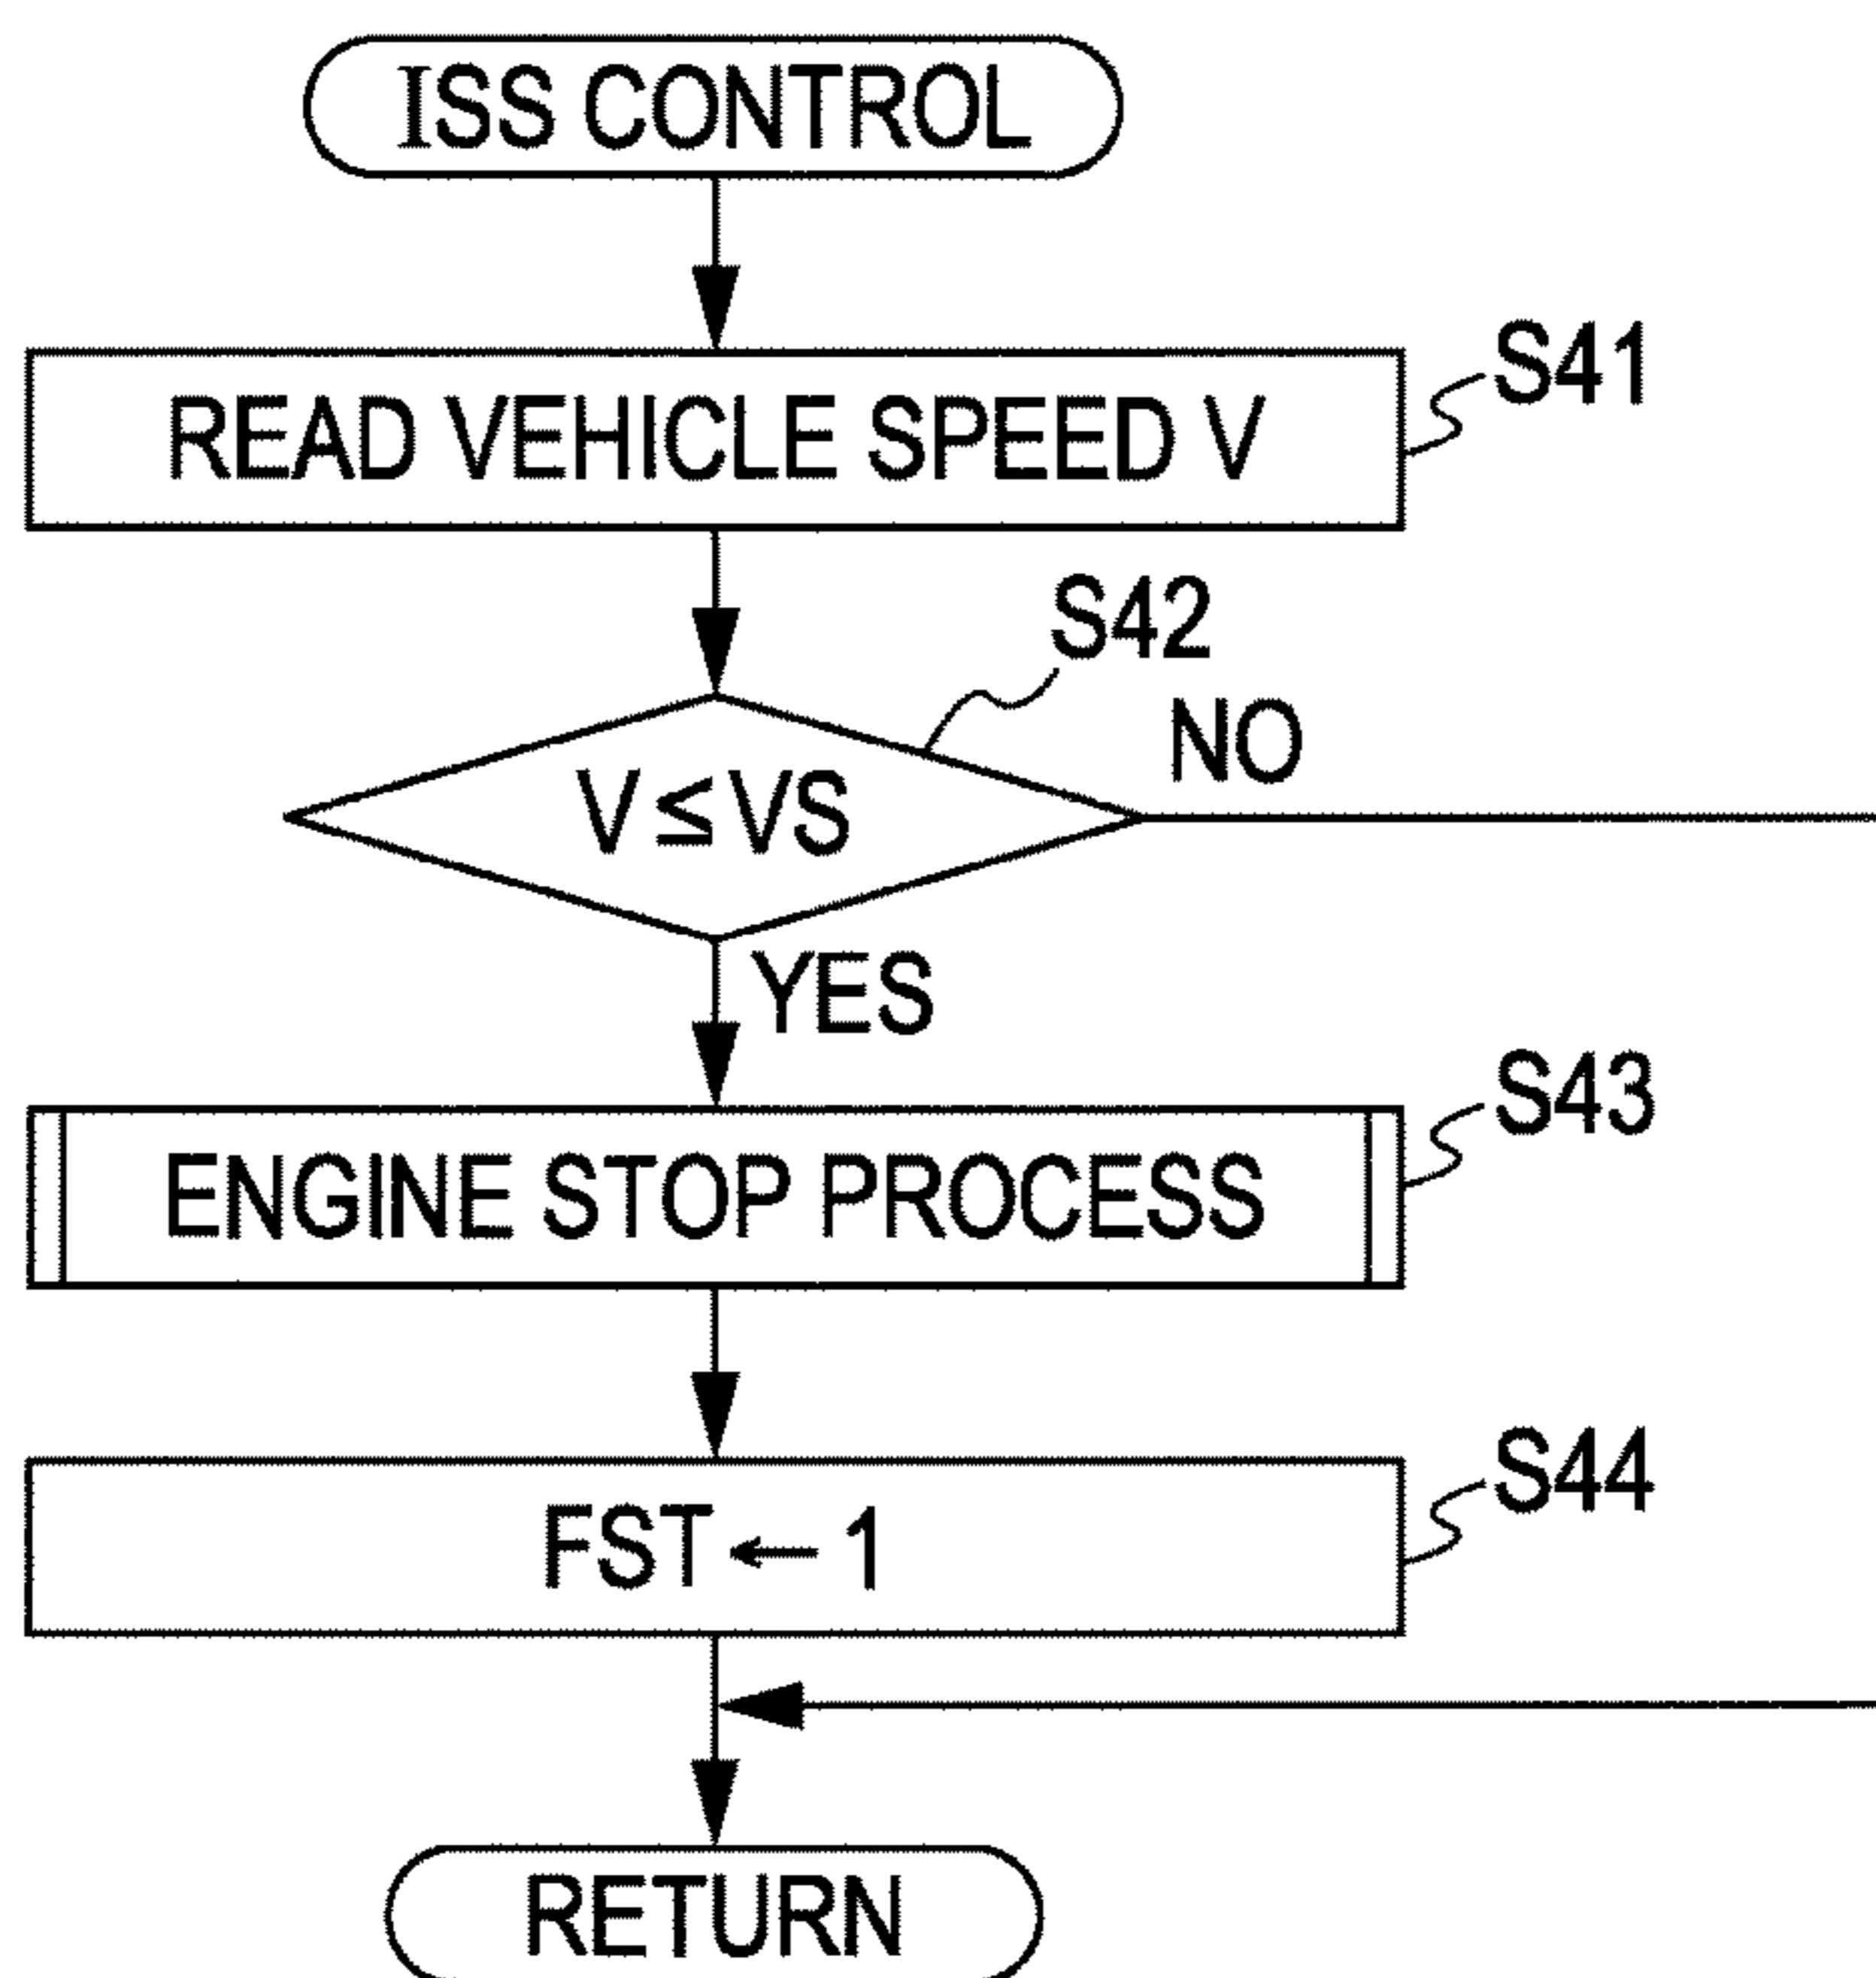 ISS CONTROL
READ VEHICLE SPEED V
S41
S42
V≤VS
NO
YES
ENGINE STOP PROCESS
S43
FST←1
S44
RETURN